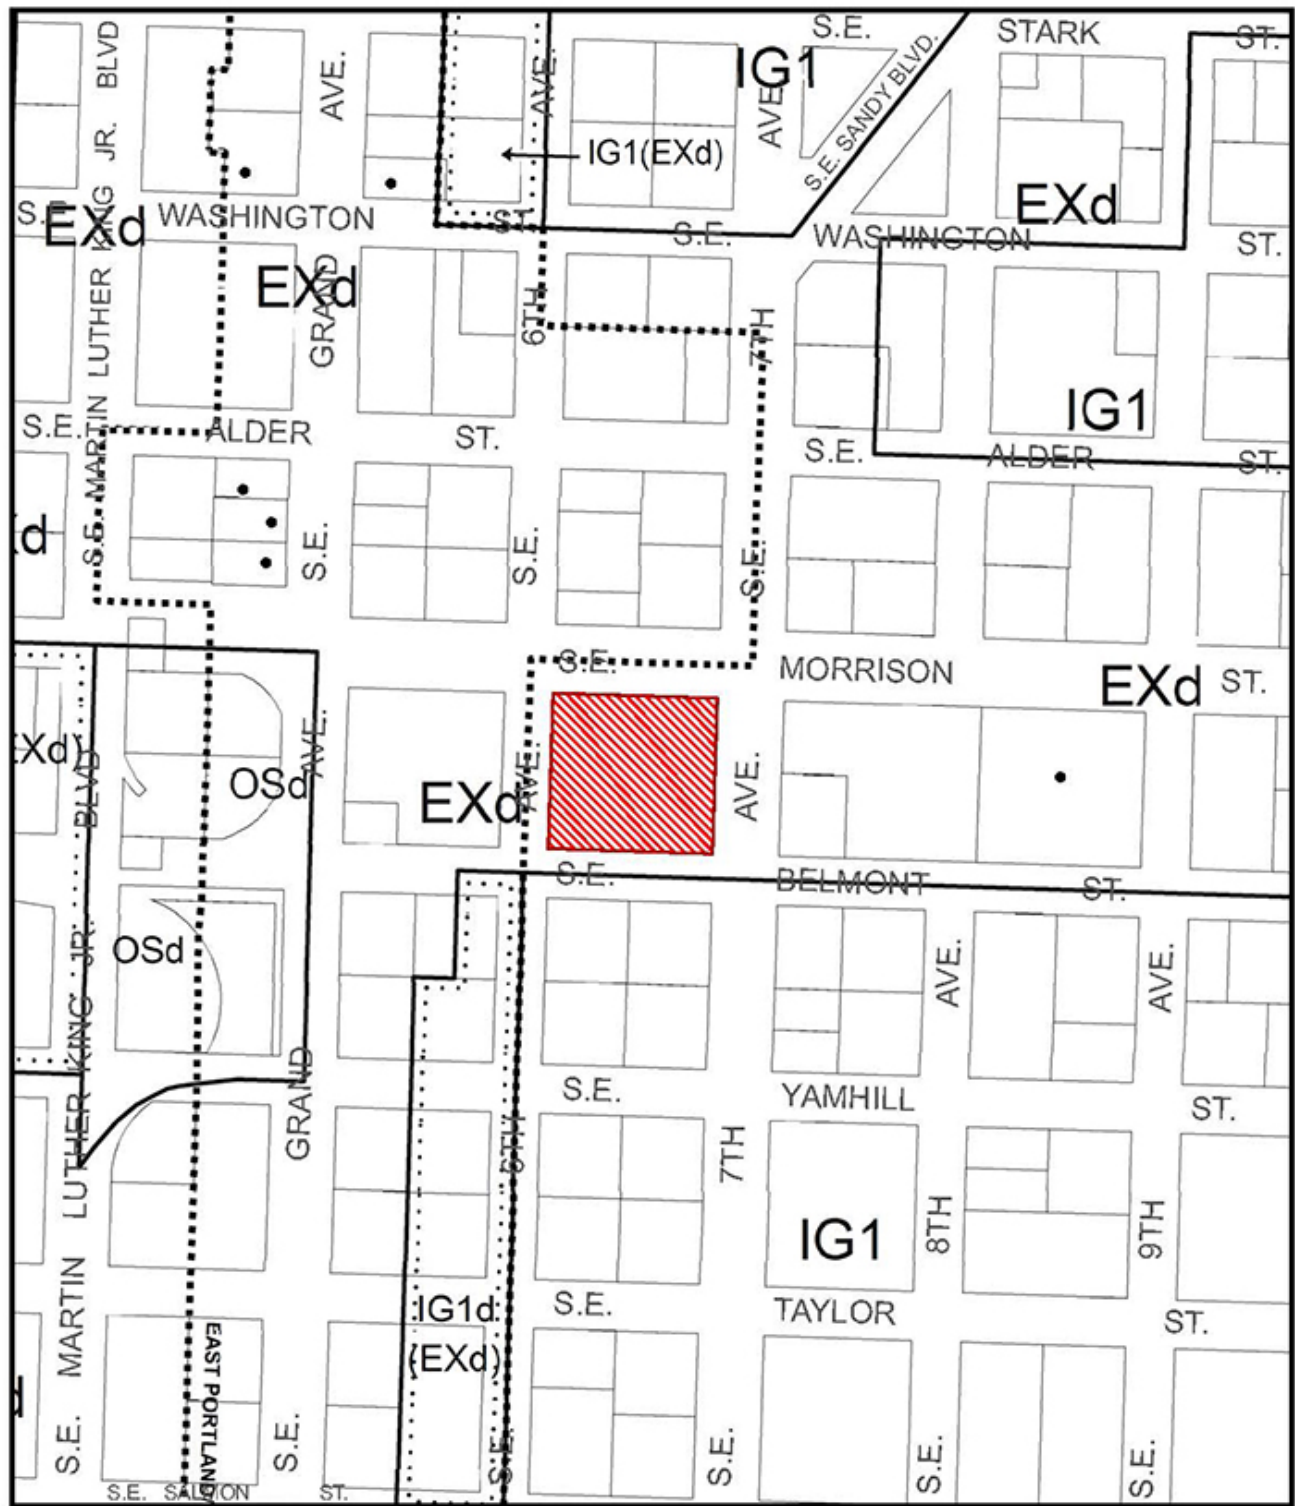 S.E. STARK ST.
S.E. SANDY BLVD.
IG1
IG1(EXd)
AVE.
AVE.
AVE.
S.E. MARTIN LUTHER KING JR. BLVD
S.E. WASHINGTON ST.
S.E. WASHINGTON ST.
EXd
EXd
EXd
GRAND
6TH
7TH
IG1
S.E. ALDER ST.
S.E. ALDER ST.
S.E.
S.E.
S.E.
S.E. MORRISON ST.
EXd
AVE.
AVE.
AVE.
OSd
EXd
BLVD
S.E. BELMONT ST.
OSd
AVE.
AVE.
S.E. MARTIN LUTHER KING JR.
GRAND
S.E. YAMHILL ST.
6TH
7TH
8TH
9TH
IG1
IG1d
(EXd)
S.E. TAYLOR ST.
EAST PORTLAND
S.E.
S.E.
S.E.
S.E.
S.E.
S.E. SALMON ST.